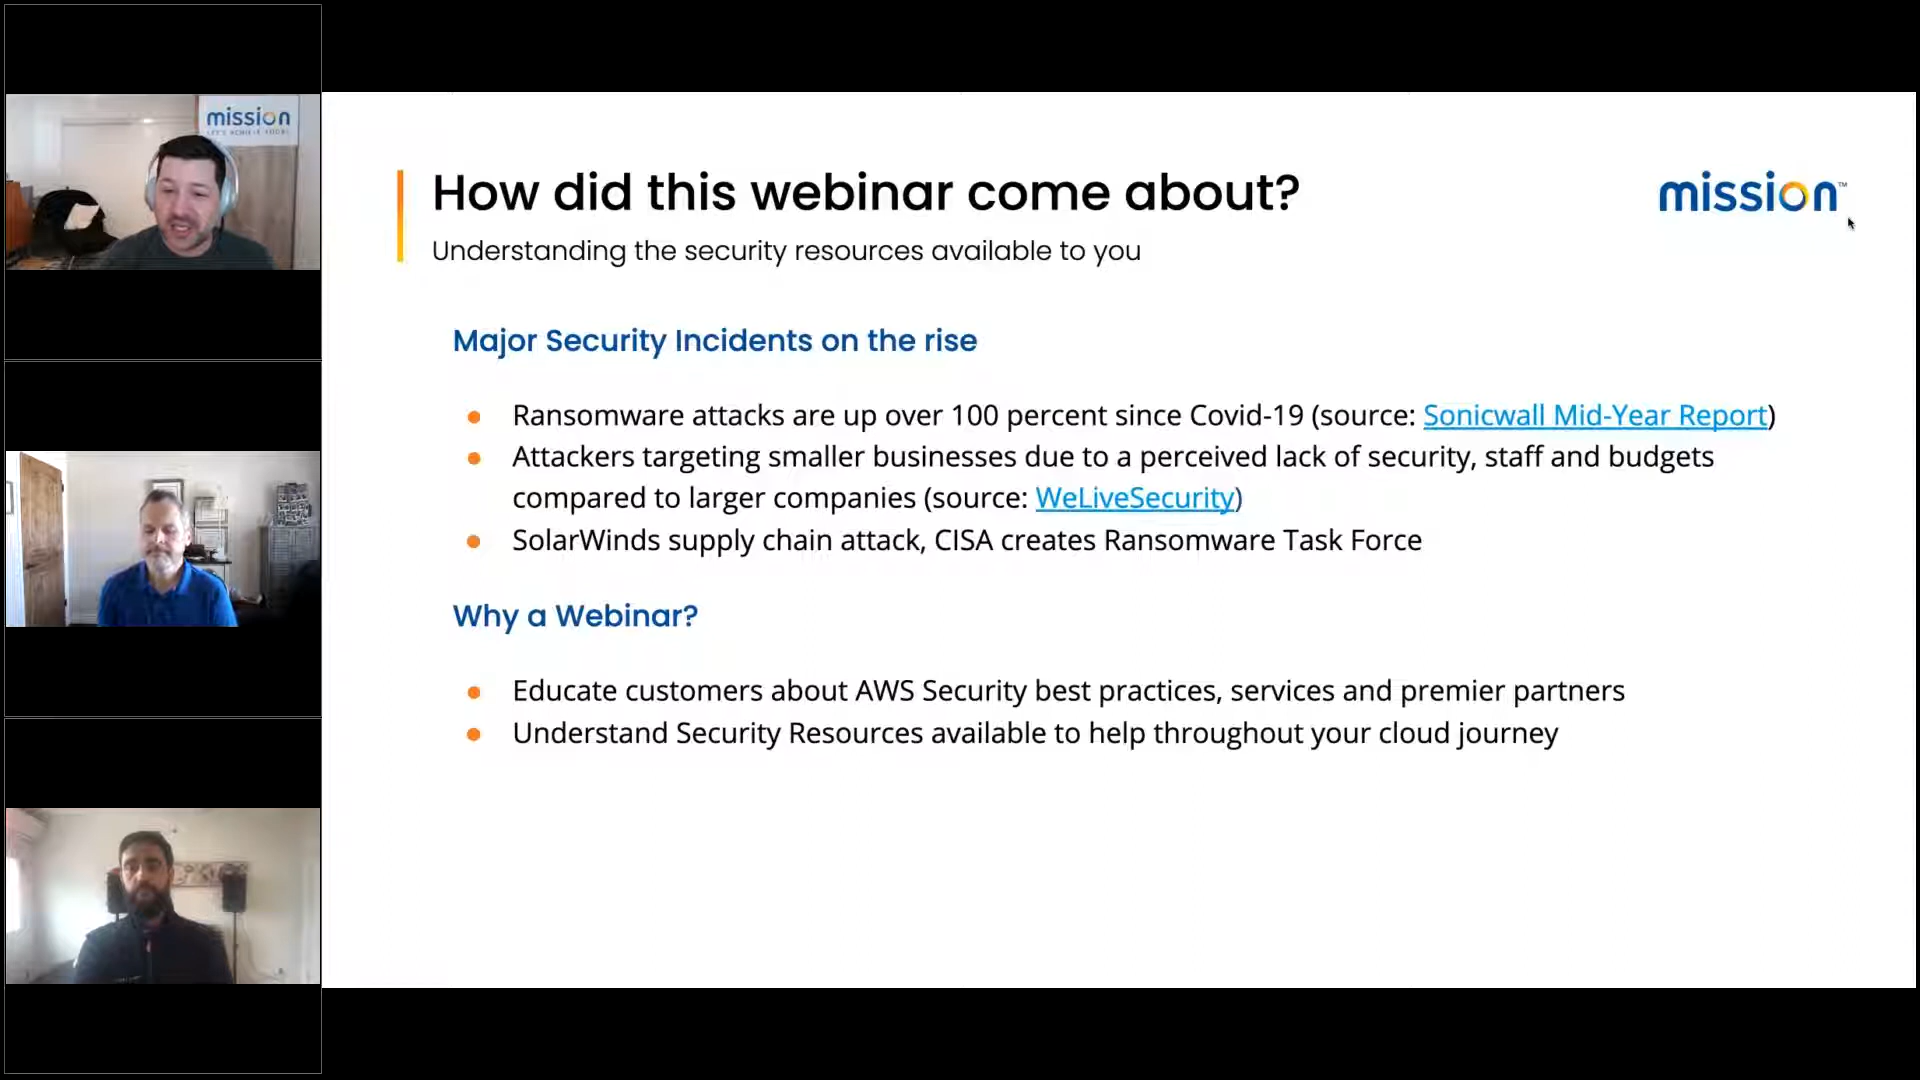 mission
How did this webinar come about?
mission™
Understanding the security resources available to you
Major Security Incidents on the rise
Ransomware attacks are up over 100 percent since Covid-19 (source: Sonicwall Mid-Year Report)
Attackers targeting smaller businesses due to a perceived lack of security, staff and budgets
compared to larger companies (source: WeLiveSecurity)
SolarWinds supply chain attack, CISA creates Ransomware Task Force
Why a Webinar?
Educate customers about AWS Security best practices, services and premier partners
Understand Security Resources available to help throughout your cloud journey